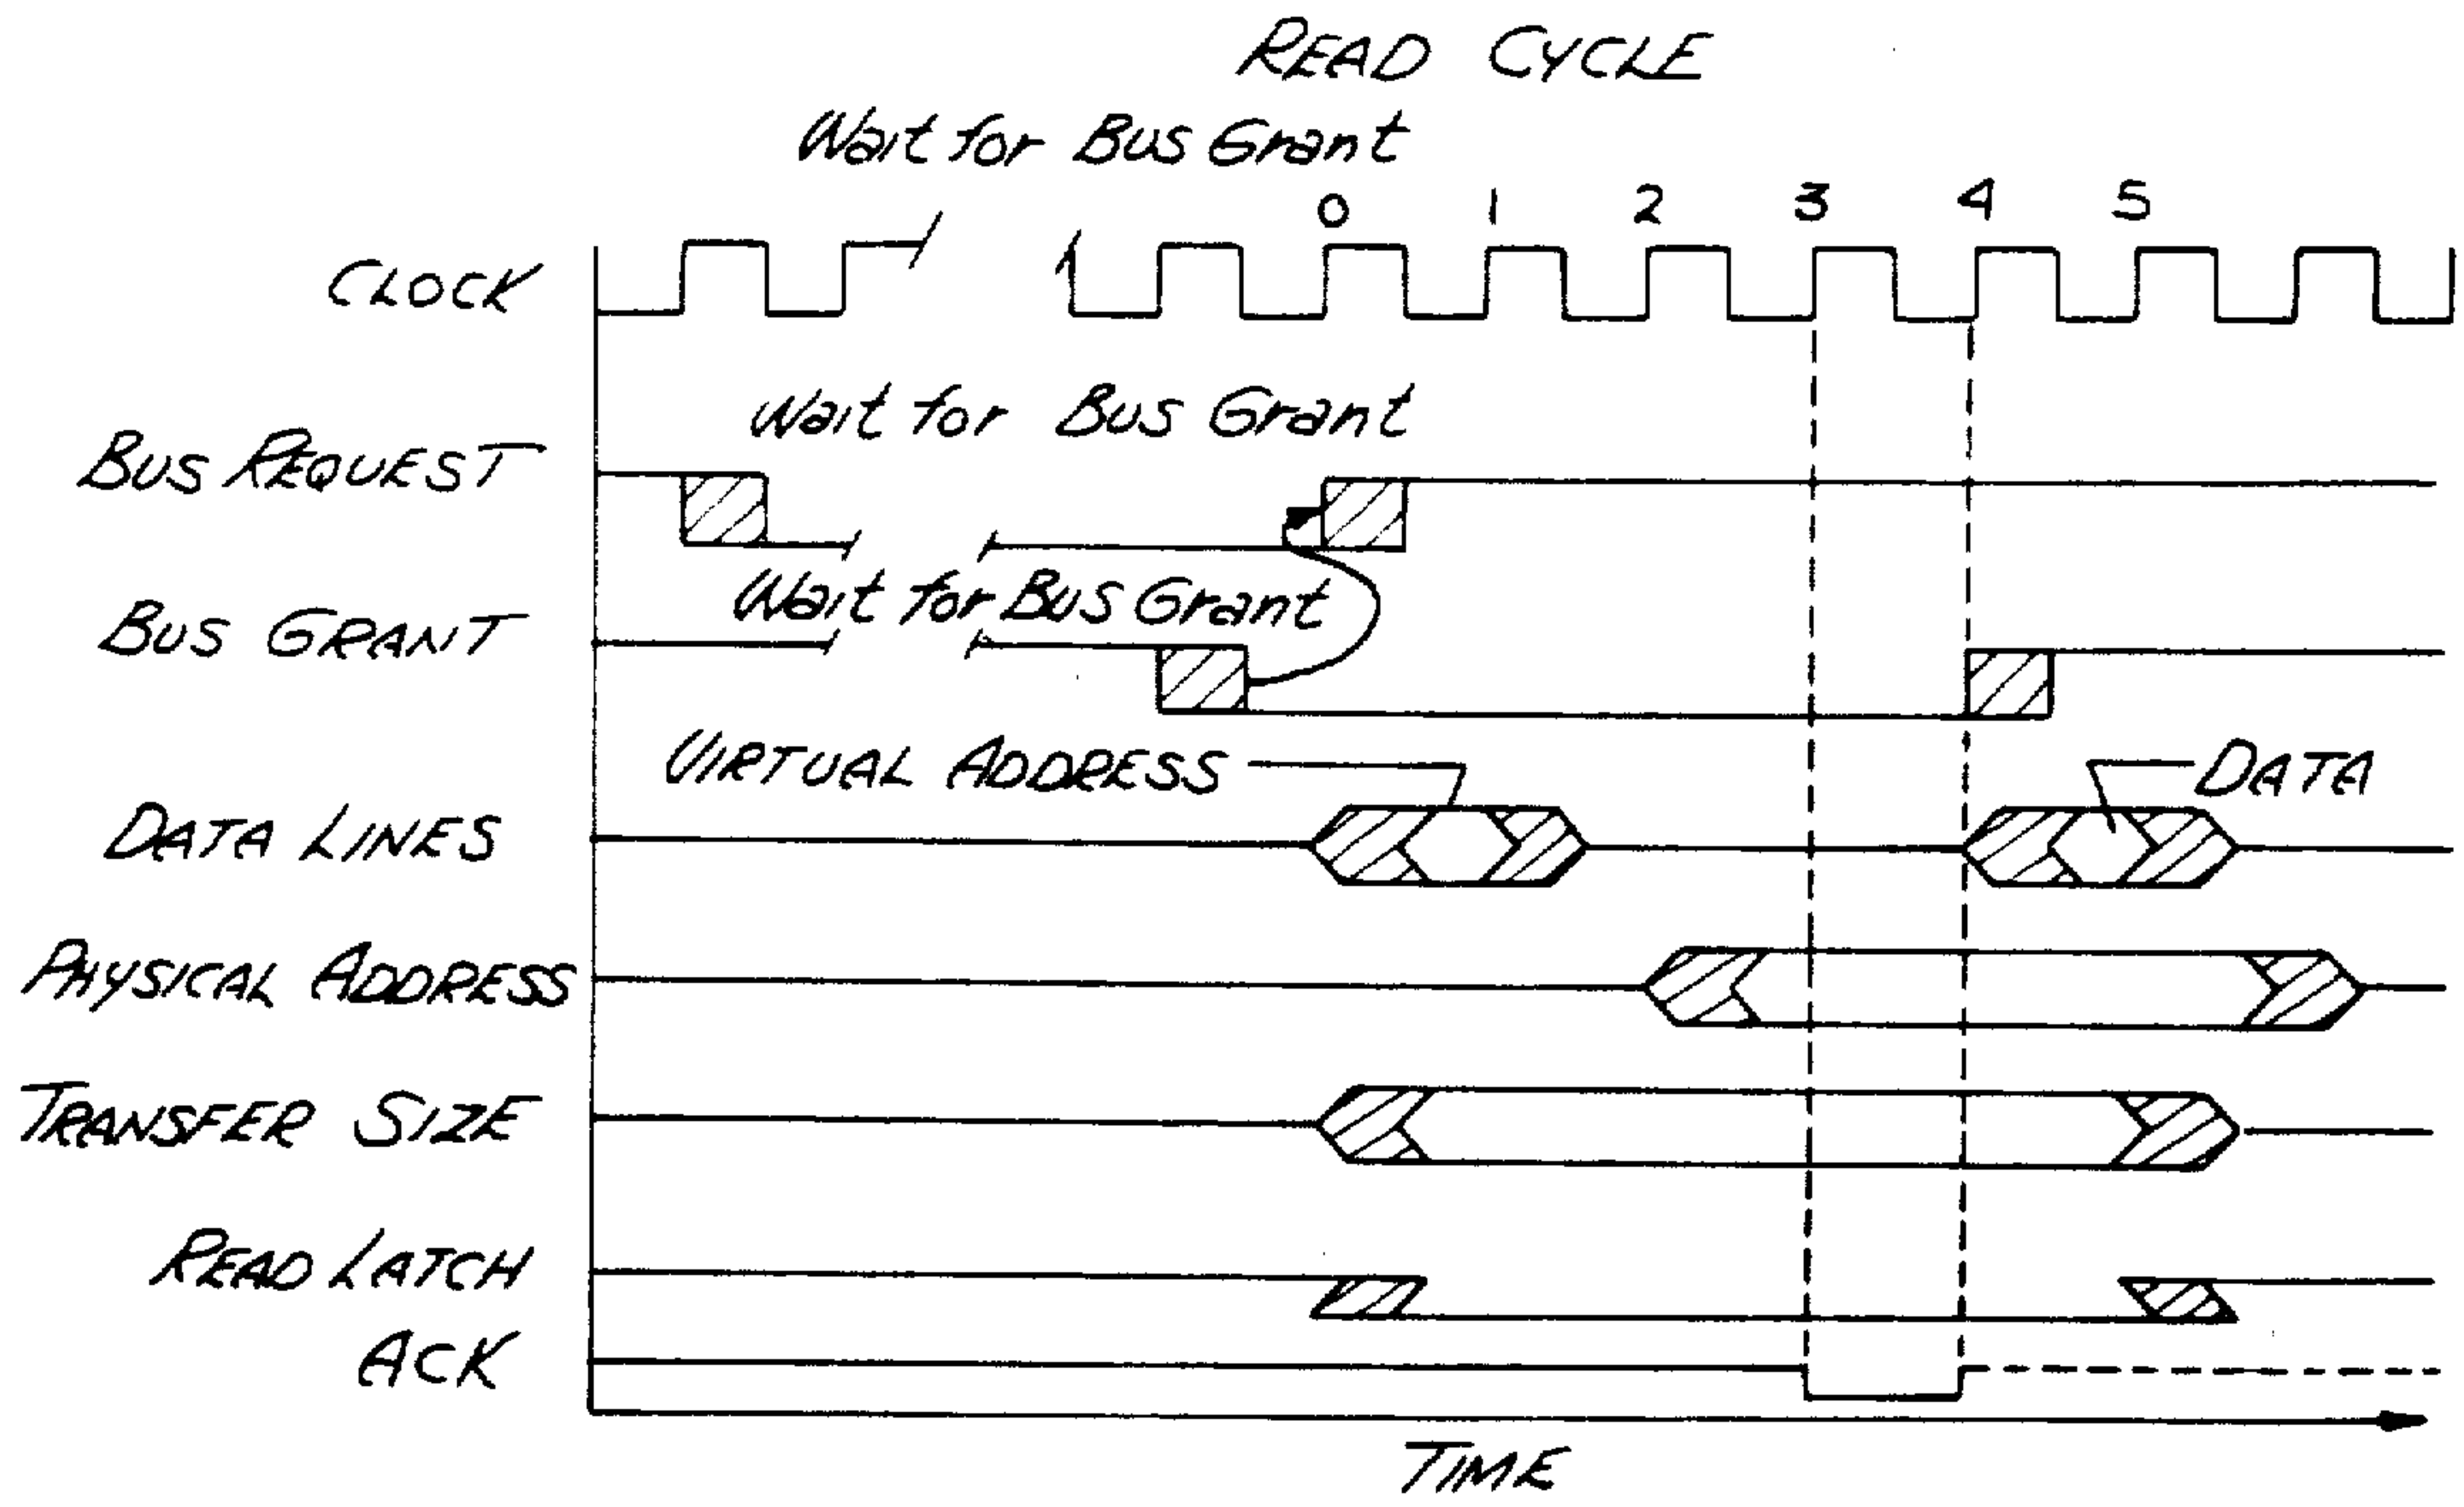 READ CYCLE
Wait for Bus Grant
0 1 2 3 4 5
CLOCK
Wait for Bus Grant
BUS REQUEST
Wait for Bus Grant
BUS GRANT
VIRTUAL ADDRESS
DATA
DATA LINES
PHYSICAL ADDRESS
TRANSFER SIZE
READ LATCH
ACK
TIME